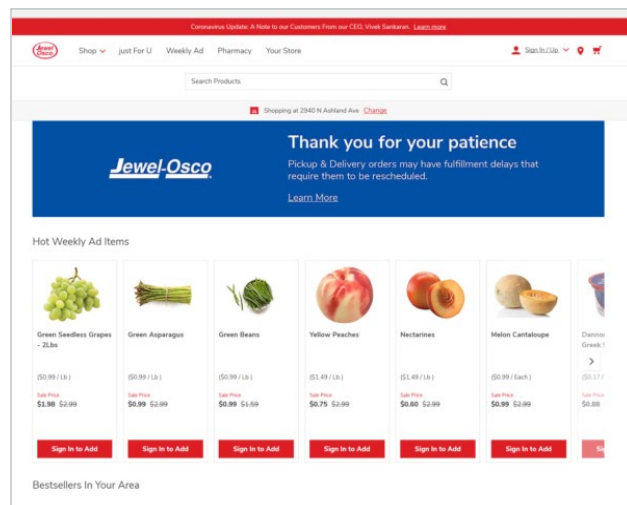 Coronavirus Update: A Note to our Customers From our CEO, Vivek Sankaran. Learn more
Jewel Osco
Shop just For U Weekly Ad Pharmacy Your Store Sign In / Up
Search Products
Shopping at 2940 N Ashland Ave Change
Jewel-Osco
Thank you for your patience
Pickup & Delivery orders may have fulfillment delays that
require them to be rescheduled.
Learn More
Hot Weekly Ad Items
Green Seedless Grapes
- 2Lbs
($0.99 / Lb )
Sale Price
$1.98 $2.99
Sign In to Add
Green Asparagus
($0.99 / Lb )
Sale Price
$0.99 $2.99
Sign In to Add
Green Beans
($0.99 / Lb )
Sale Price
$0.99 $1.59
Sign In to Add
Yellow Peaches
($1.49 / Lb )
Sale Price
$0.75 $2.99
Sign In to Add
Nectarines
($1.49 / Lb )
Sale Price
$0.60 $2.99
Sign In to Add
Melon Cantaloupe
($0.99 / Each )
Sale Price
$0.99 $2.99
Sign In to Add
Greek
($0.17 /
$0.88
Bestsellers In Your Area